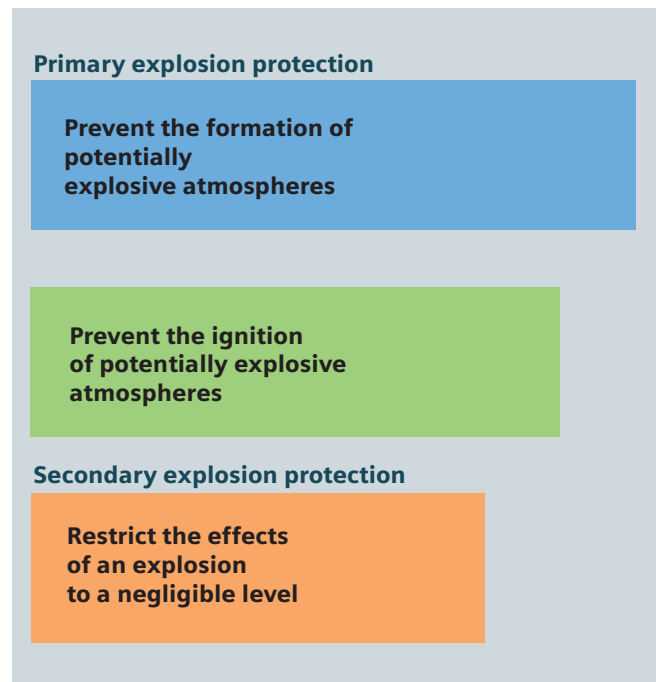 Primary explosion protection
Prevent the formation of
potentially
explosive atmospheres
Prevent the ignition
of potentially explosive
atmospheres
Secondary explosion protection
Restrict the effects
of an explosion
to a negligible level